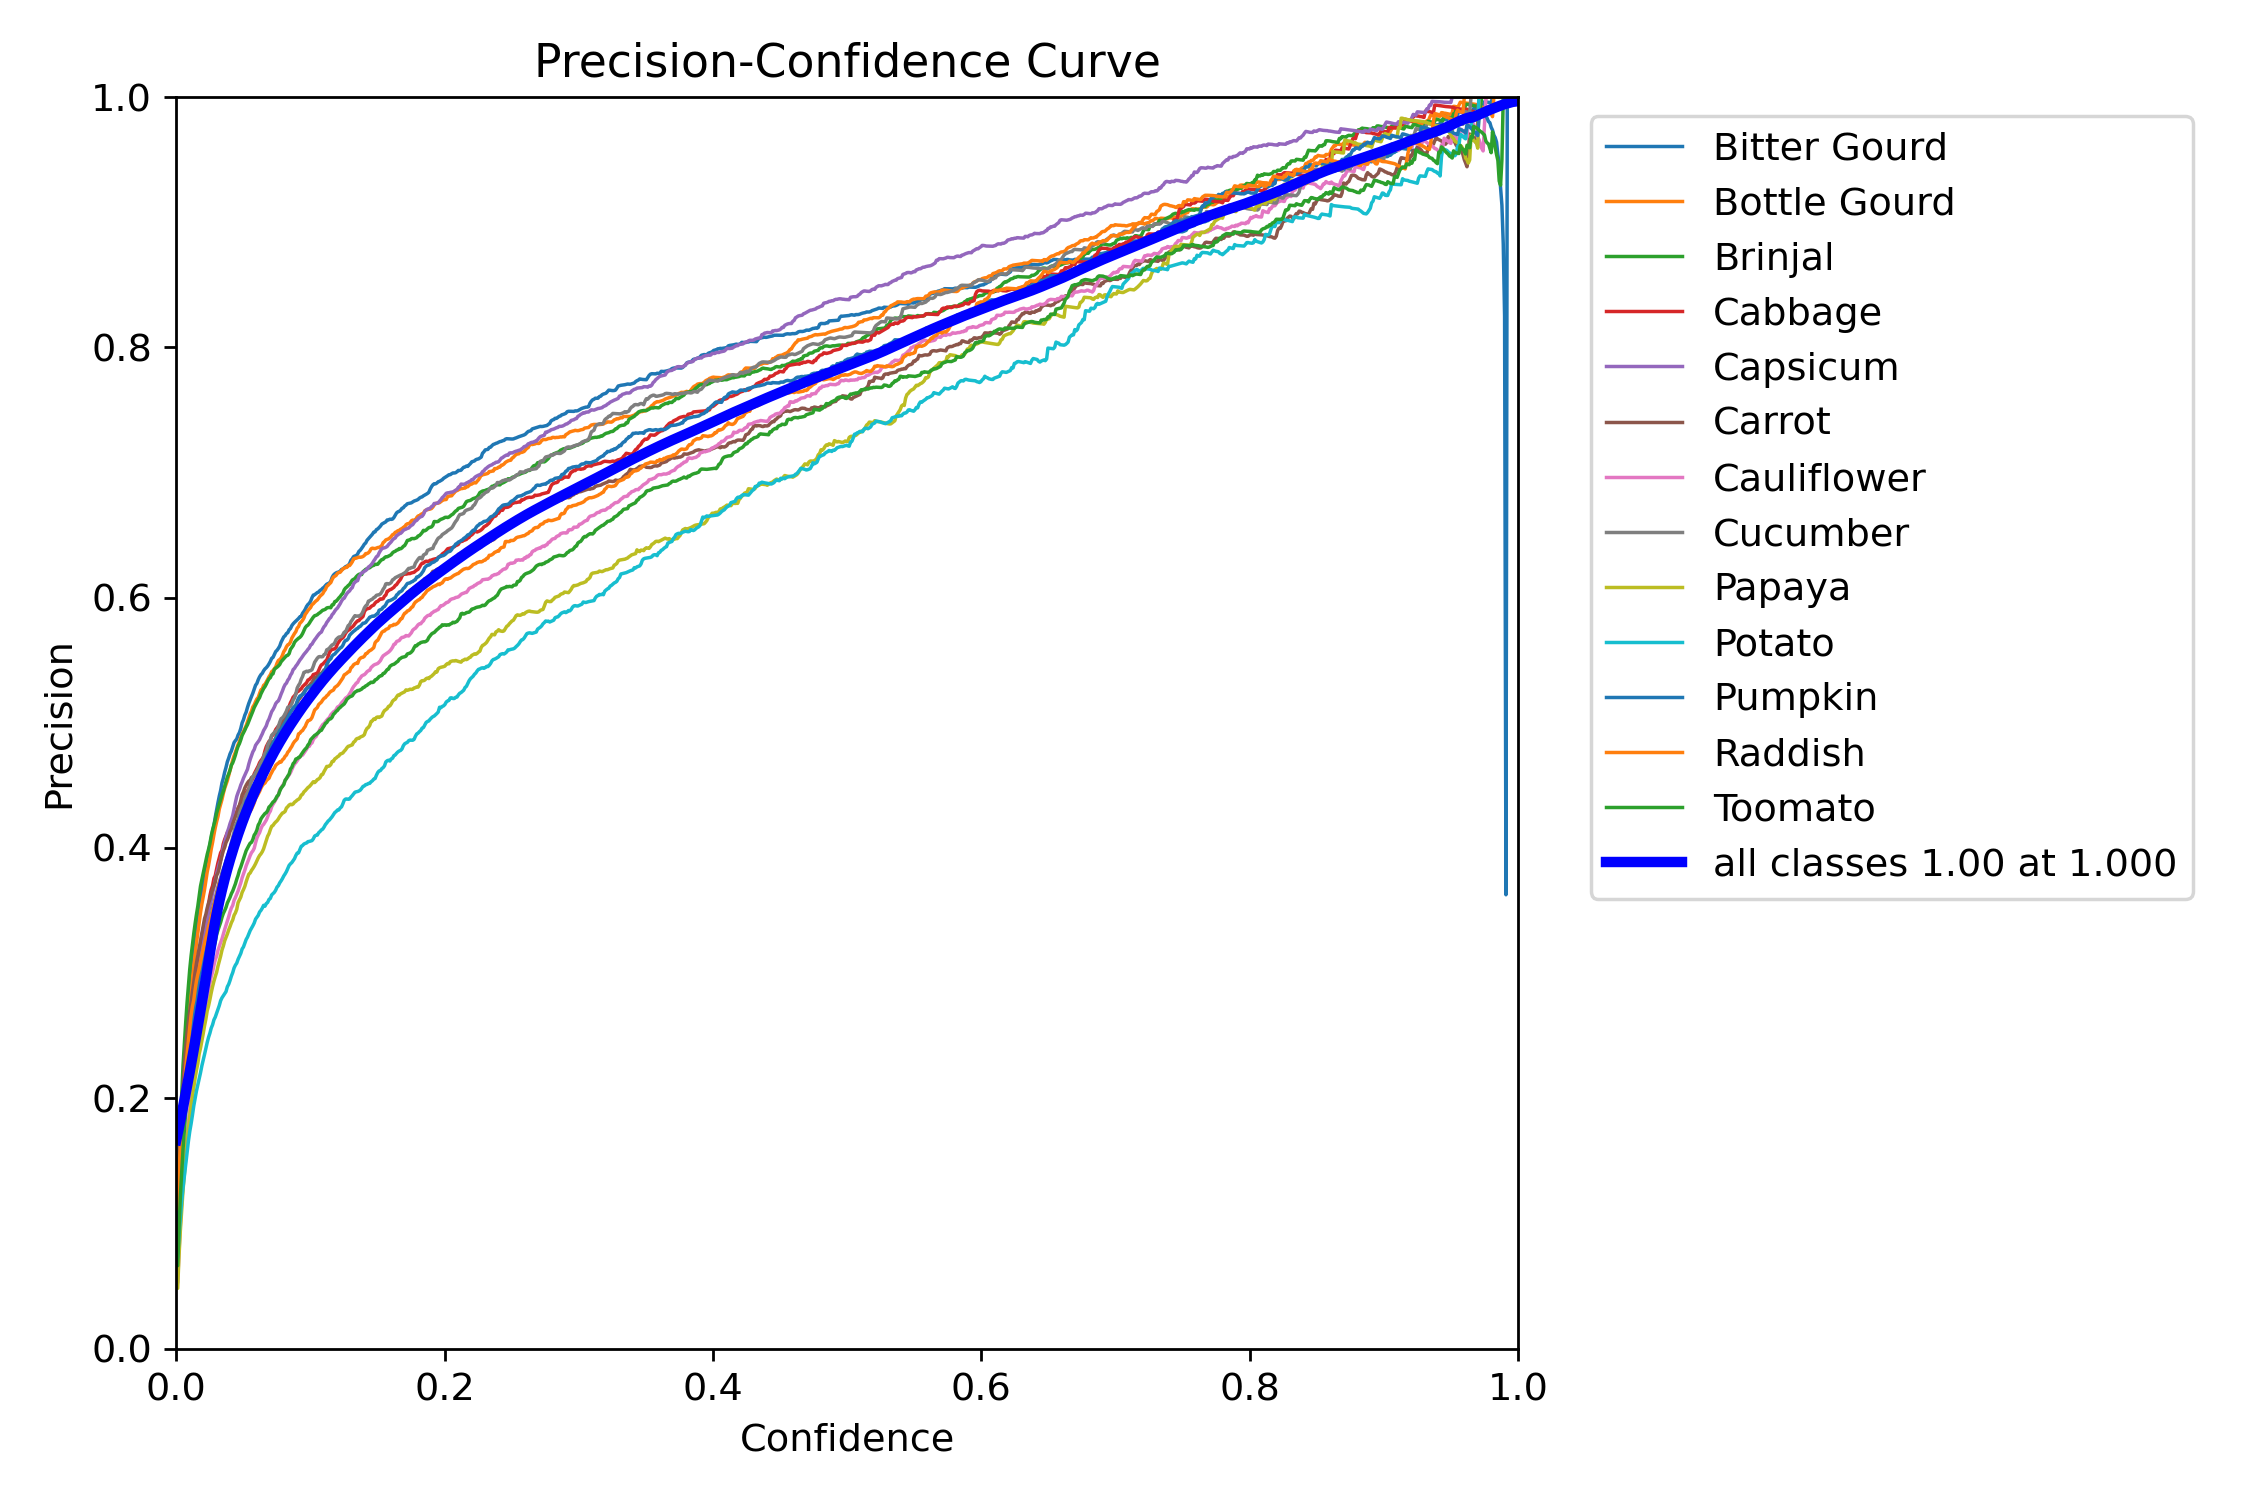 Precision-Confidence Curve
1.0
0.8
0.6
0.4
0.2
0.0
Precision
0.0 0.2 0.4 0.6 0.8 1.0
Confidence
Bitter Gourd
Bottle Gourd
Brinjal
Cabbage
Capsicum
Carrot
Cauliflower
Cucumber
Papaya
Potato
Pumpkin
Raddish
Toomato
all classes 1.00 at 1.000